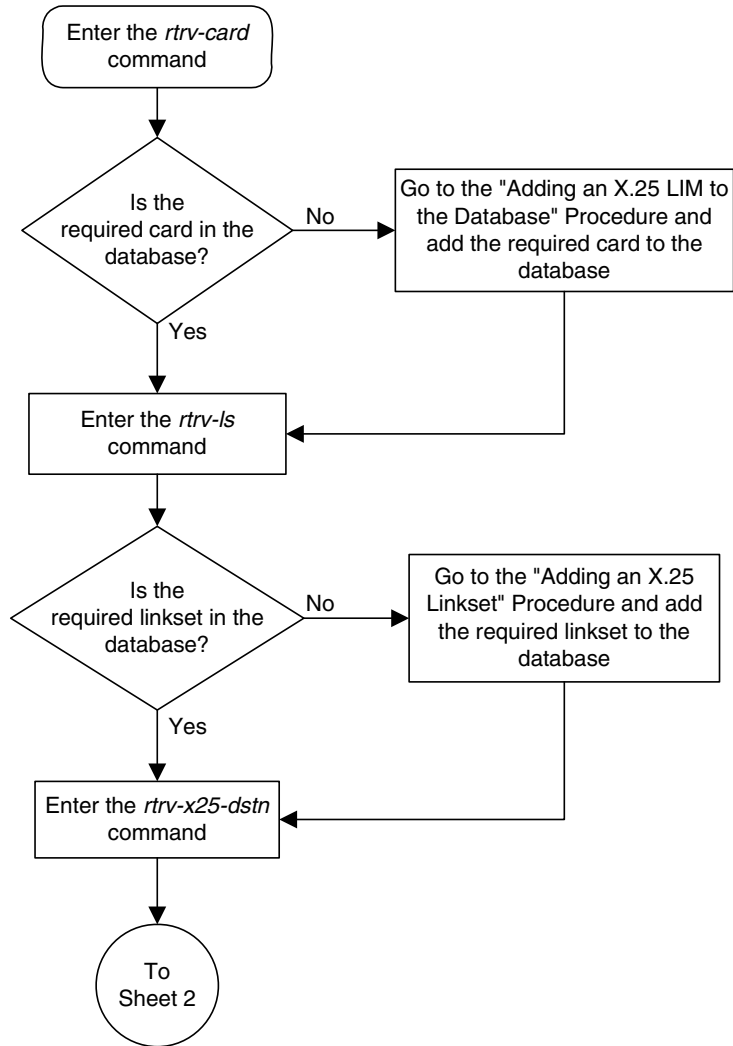 Enter the rtrv-card
command
Is the
required card in the
database?
No
Go to the "Adding an X.25 LIM to
the Database" Procedure and
add the required card to the
database
Yes
Enter the rtrv-ls
command
Is the
required linkset in the
database?
No
Go to the "Adding an X.25
Linkset" Procedure and add
the required linkset to the
database
Yes
Enter the rtrv-x25-dstn
command
To
Sheet 2